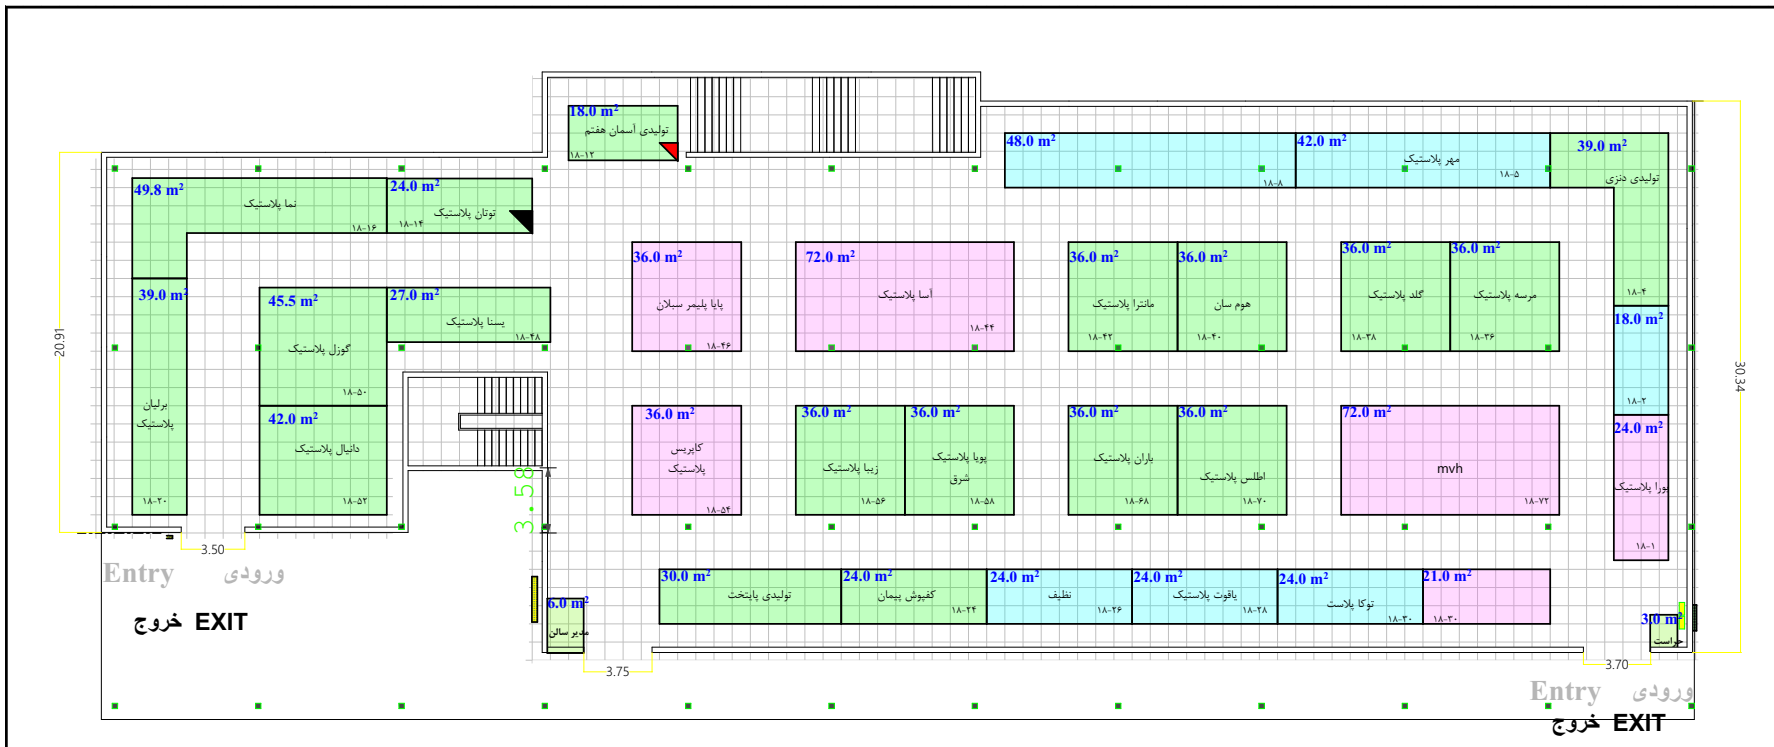 18.0 m²
تولیدی آسمان هفتم
۱۸-۱۲
48.0 m²
۱۸-۸
42.0 m²
مهر پلاستیک
۱۸-۵
39.0 m²
تولیدی دنزی
۱۸-۴
49.8 m²
نما پلاستیک
۱۸-۱۶
24.0 m²
توتان پلاستیک
۱۸-۱۴
36.0 m²
پایا پلیمر سبلان
۱۸-۴۶
72.0 m²
آسا پلاستیک
۱۸-۴۴
36.0 m²
مانترا پلاستیک
۱۸-۴۲
36.0 m²
هوم سان
۱۸-۴۰
36.0 m²
گلد پلاستیک
۱۸-۳۸
36.0 m²
مرسه پلاستیک
۱۸-۳۶
39.0 m²
برلیان
پلاستیک
۱۸-۲۰
45.5 m²
گوزل پلاستیک
۱۸-۵۰
27.0 m²
یسنا پلاستیک
۱۸-۴۸
18.0 m²
۱۸-۲
20.91
30.34
42.0 m²
دانیال پلاستیک
۱۸-۵۲
36.0 m²
کاپریس
پلاستیک
۱۸-۵۴
36.0 m²
زیبا پلاستیک
۱۸-۵۶
36.0 m²
پویا پلاستیک
شرق
۱۸-۵۸
36.0 m²
باران پلاستیک
۱۸-۶۸
36.0 m²
اطلس پلاستیک
۱۸-۷۰
72.0 m²
mvh
۱۸-۷۲
24.0 m²
پورا پلاستیک
۱۸-۱
3.58
3.50
Entry ورودی
EXIT خروج
6.0 m²
مدیر سالن
30.0 m²
تولیدی پایتخت
24.0 m²
کفپوش پیمان
۱۸-۲۴
24.0 m²
نظیف
۱۸-۲۶
24.0 m²
یاقوت پلاستیک
۱۸-۲۸
24.0 m²
توکا پلاست
۱۸-۳۰
21.0 m²
۱۸-۳۰
3.0 m²
حراست
3.75
3.70
Entry ورودی
EXIT خروج